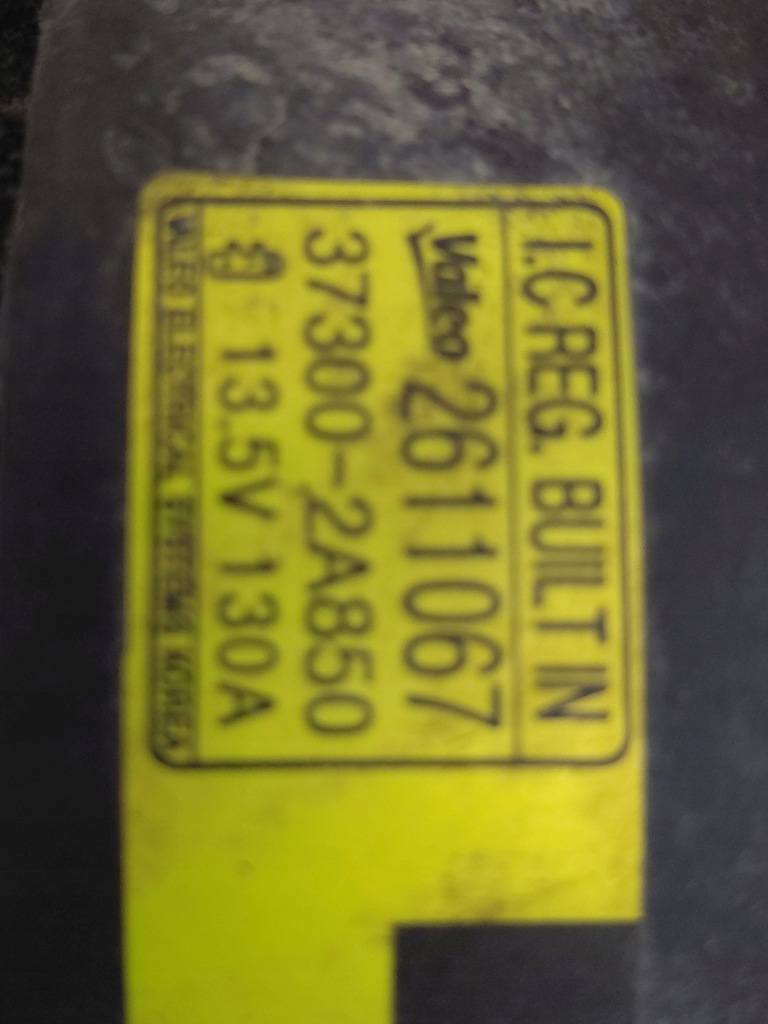 I.C REG. BUILT IN
Valeo 2611067
37300-2A850
13.5V 130A
VALEO ELECTRICAL SYSTEMS KOREA